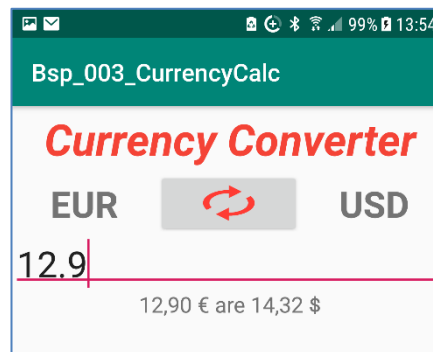 99% 13:54
Bsp_003_CurrencyCalc
Currency Converter
EUR USD
12.9
12,90 € are 14,32 $